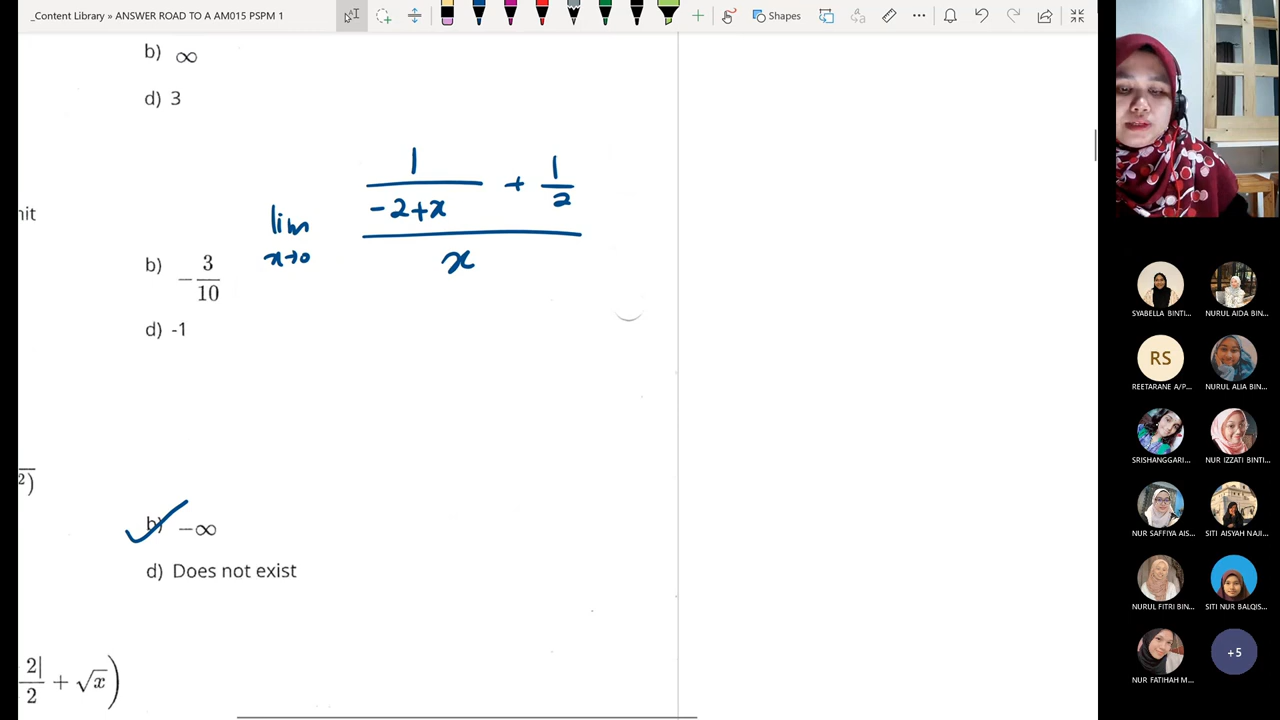 _Content Library » ANSWER ROAD TO A AM015 PSPM 1
Shapes
b) ∞
d) 3
lim x→0 (1/(-2+x) + 1/2)/x
b) -3/10
d) -1
b) -∞
d) Does not exist
2)
2|/2 + √x)
SYABELLA BINTI...
NURUL AIDA BIN...
RS
REETARANE A/P...
NURUL ALIA BIN...
SRISHANGGARI...
NUR IZZATI BINTI...
NUR SAFFIYA AIS...
SITI AISYAH NAJI...
NURUL FITRI BIN...
SITI NUR BALQIS...
NUR FATIHAH M...
+5